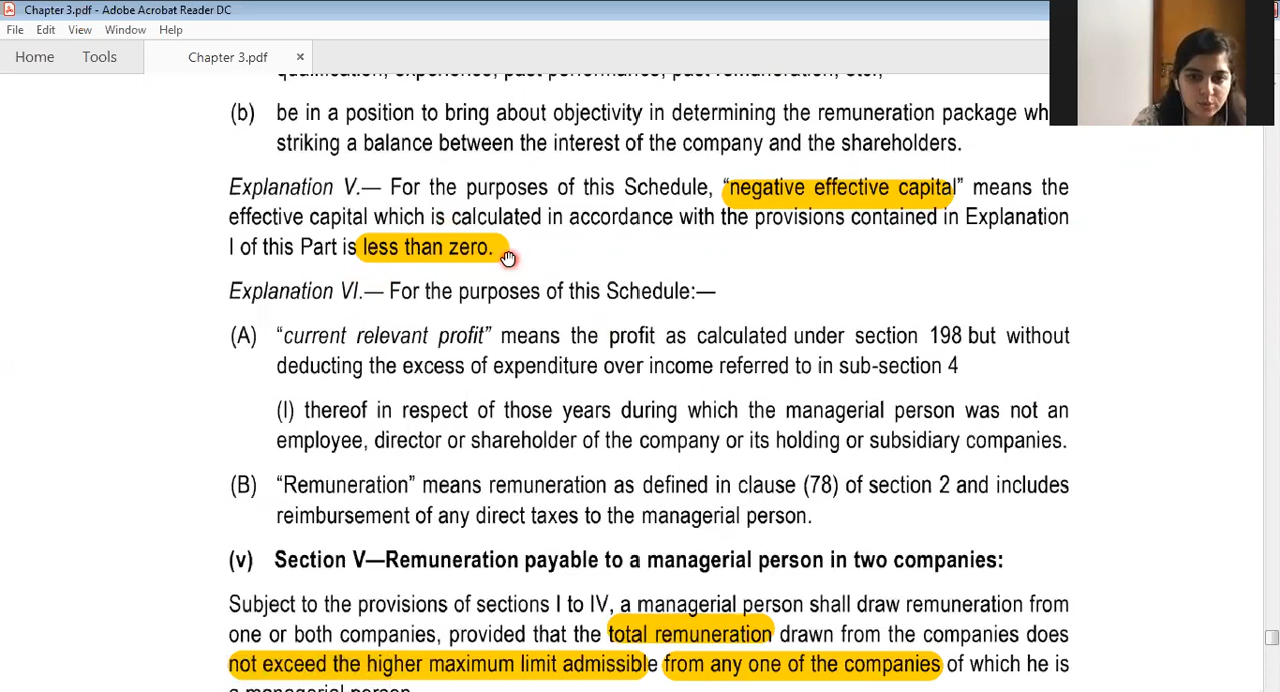 Chapter 3.pdf - Adobe Acrobat Reader DC
File Edit View Window Help
Home Tools Chapter 3.pdf ×
qualification, experience, past performance, past remuneration, etc;
(b) be in a position to bring about objectivity in determining the remuneration package wh
striking a balance between the interest of the company and the shareholders.
Explanation V.— For the purposes of this Schedule, “negative effective capital” means the
effective capital which is calculated in accordance with the provisions contained in Explanation
I of this Part is less than zero.
Explanation VI.— For the purposes of this Schedule:—
(A) “current relevant profit” means the profit as calculated under section 198 but without
deducting the excess of expenditure over income referred to in sub-section 4
(l) thereof in respect of those years during which the managerial person was not an
employee, director or shareholder of the company or its holding or subsidiary companies.
(B) “Remuneration” means remuneration as defined in clause (78) of section 2 and includes
reimbursement of any direct taxes to the managerial person.
(v) Section V—Remuneration payable to a managerial person in two companies:
Subject to the provisions of sections I to IV, a managerial person shall draw remuneration from
one or both companies, provided that the total remuneration drawn from the companies does
not exceed the higher maximum limit admissible from any one of the companies of which he is
a managerial person